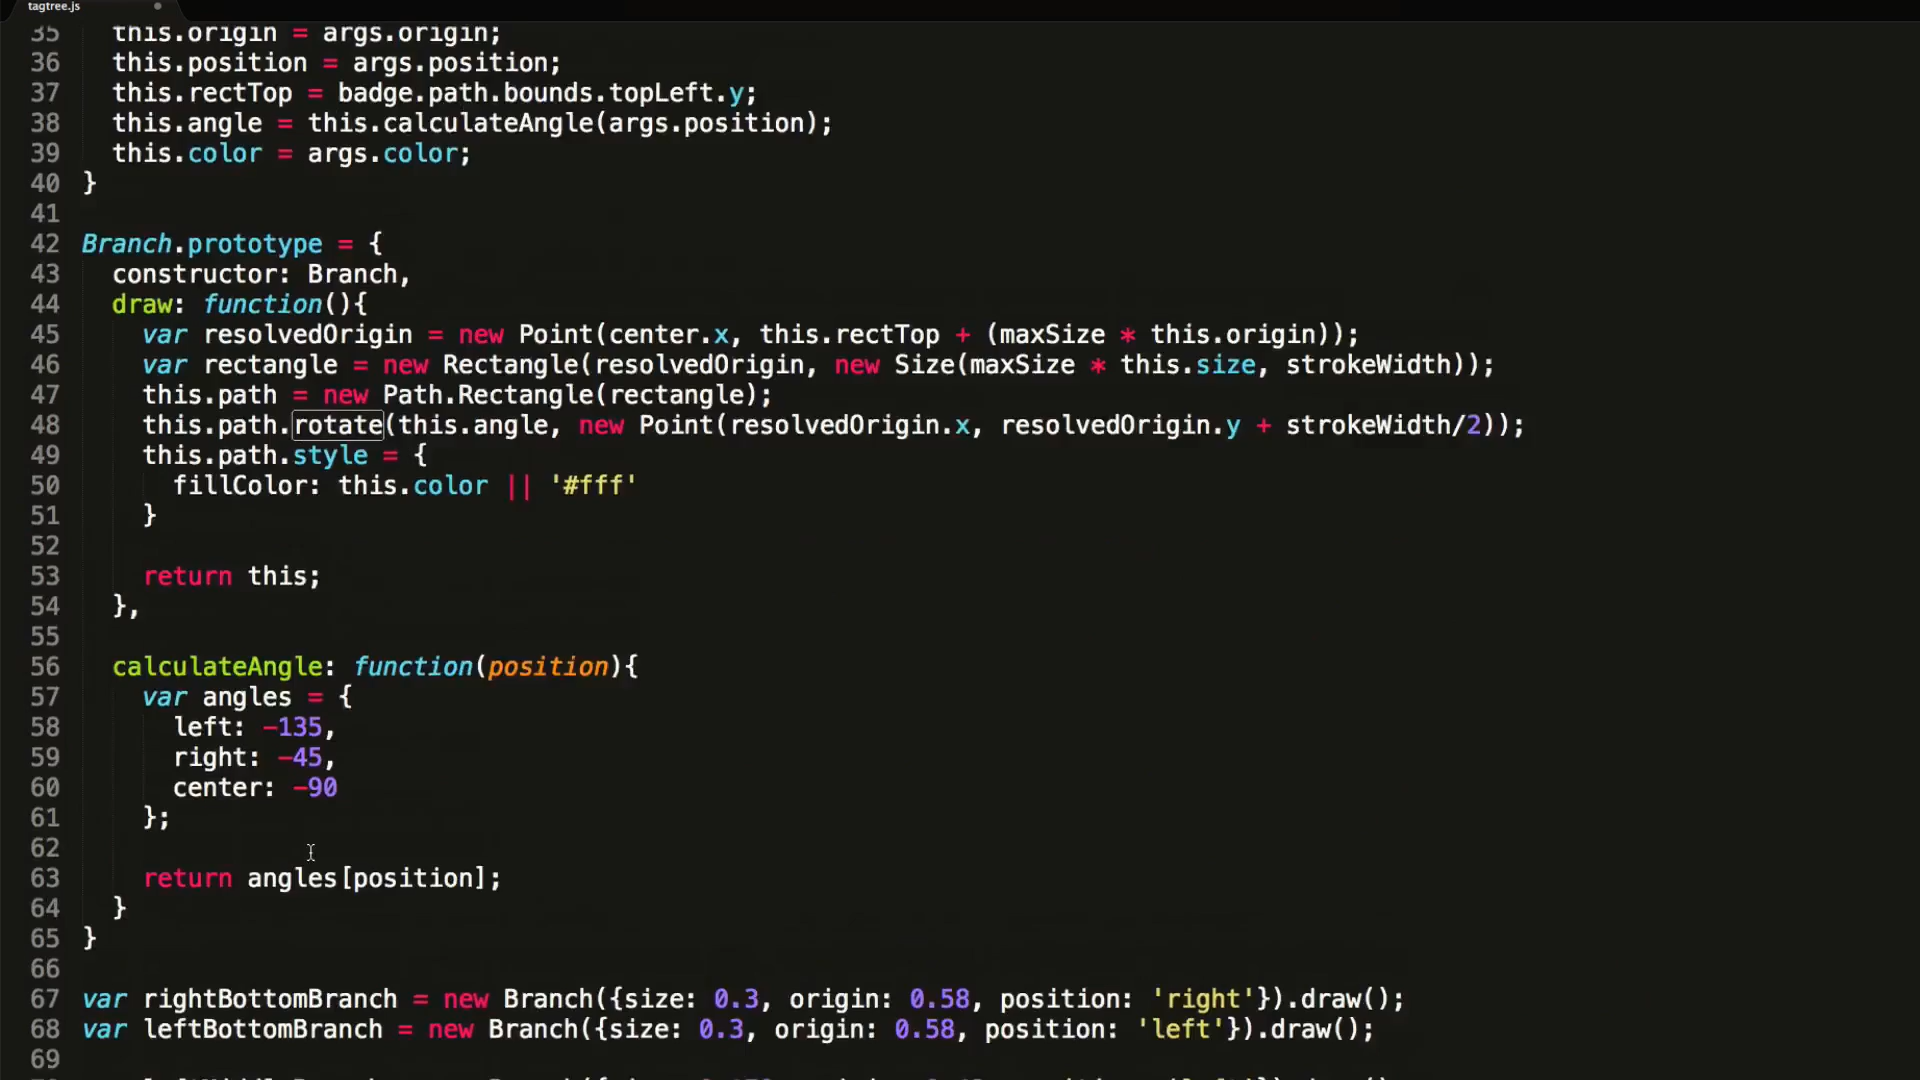 tagtree.js
35 this.origin = args.origin;
36 this.position = args.position;
37 this.rectTop = badge.path.bounds.topLeft.y;
38 this.angle = this.calculateAngle(args.position);
39 this.color = args.color;
40 }
41
42 Branch.prototype = {
43 constructor: Branch,
44 draw: function(){
45 var resolvedOrigin = new Point(center.x, this.rectTop + (maxSize * this.origin));
46 var rectangle = new Rectangle(resolvedOrigin, new Size(maxSize * this.size, strokeWidth));
47 this.path = new Path.Rectangle(rectangle);
48 this.path.rotate(this.angle, new Point(resolvedOrigin.x, resolvedOrigin.y + strokeWidth/2));
49 this.path.style = {
50 fillColor: this.color || '#fff'
51 }
52
53 return this;
54 },
55
56 calculateAngle: function(position){
57 var angles = {
58 left: -135,
59 right: -45,
60 center: -90
61 };
62
63 return angles[position];
64 }
65 }
66
67 var rightBottomBranch = new Branch({size: 0.3, origin: 0.58, position: 'right'}).draw();
68 var leftBottomBranch = new Branch({size: 0.3, origin: 0.58, position: 'left'}).draw();
69